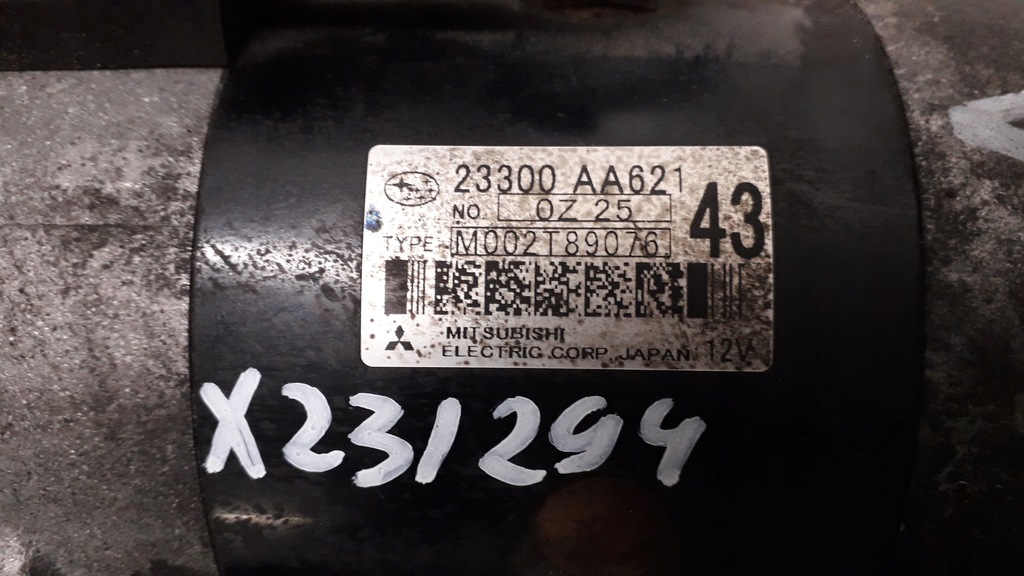 23300 AA621
NO 0Z 25
43
TYPE M002T89076
MITSUBISHI
ELECTRIC CORP. JAPAN 12V
X231294